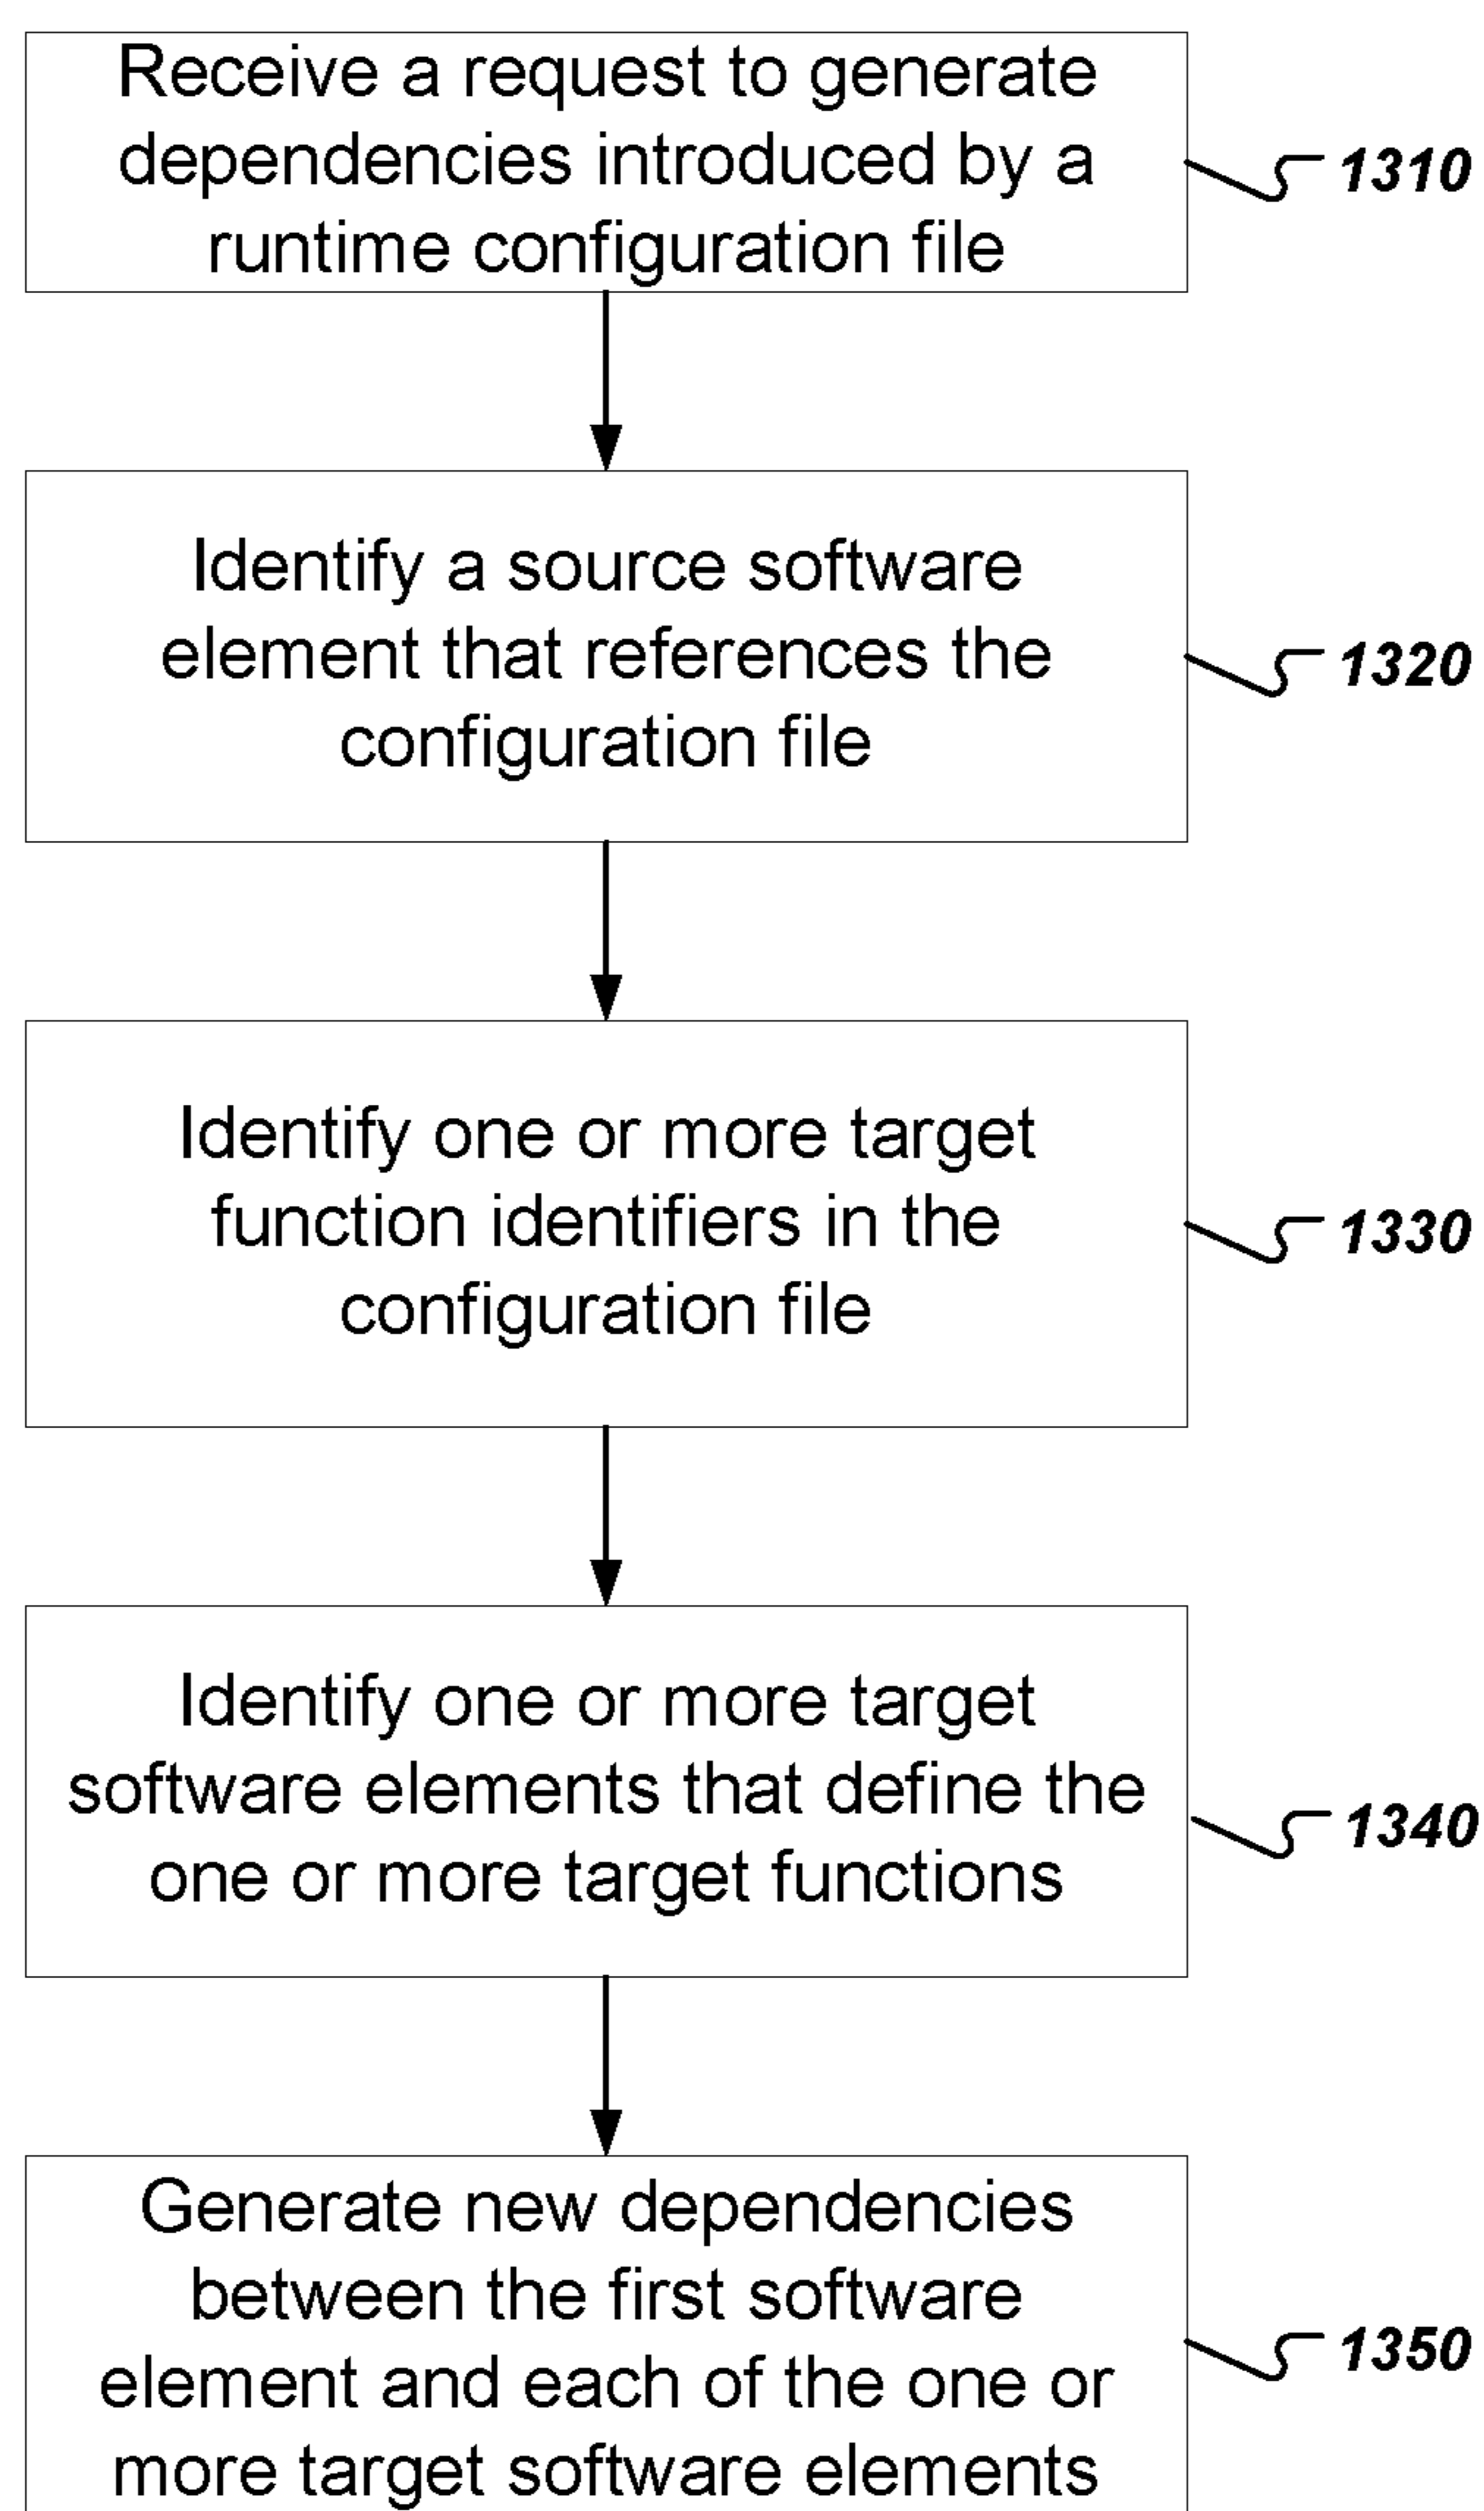 Receive a request to generate
dependencies introduced by a
runtime configuration file
1310
Identify a source software
element that references the
configuration file
1320
Identify one or more target
function identifiers in the
configuration file
1330
Identify one or more target
software elements that define the
one or more target functions
1340
Generate new dependencies
between the first software
element and each of the one or
more target software elements
1350